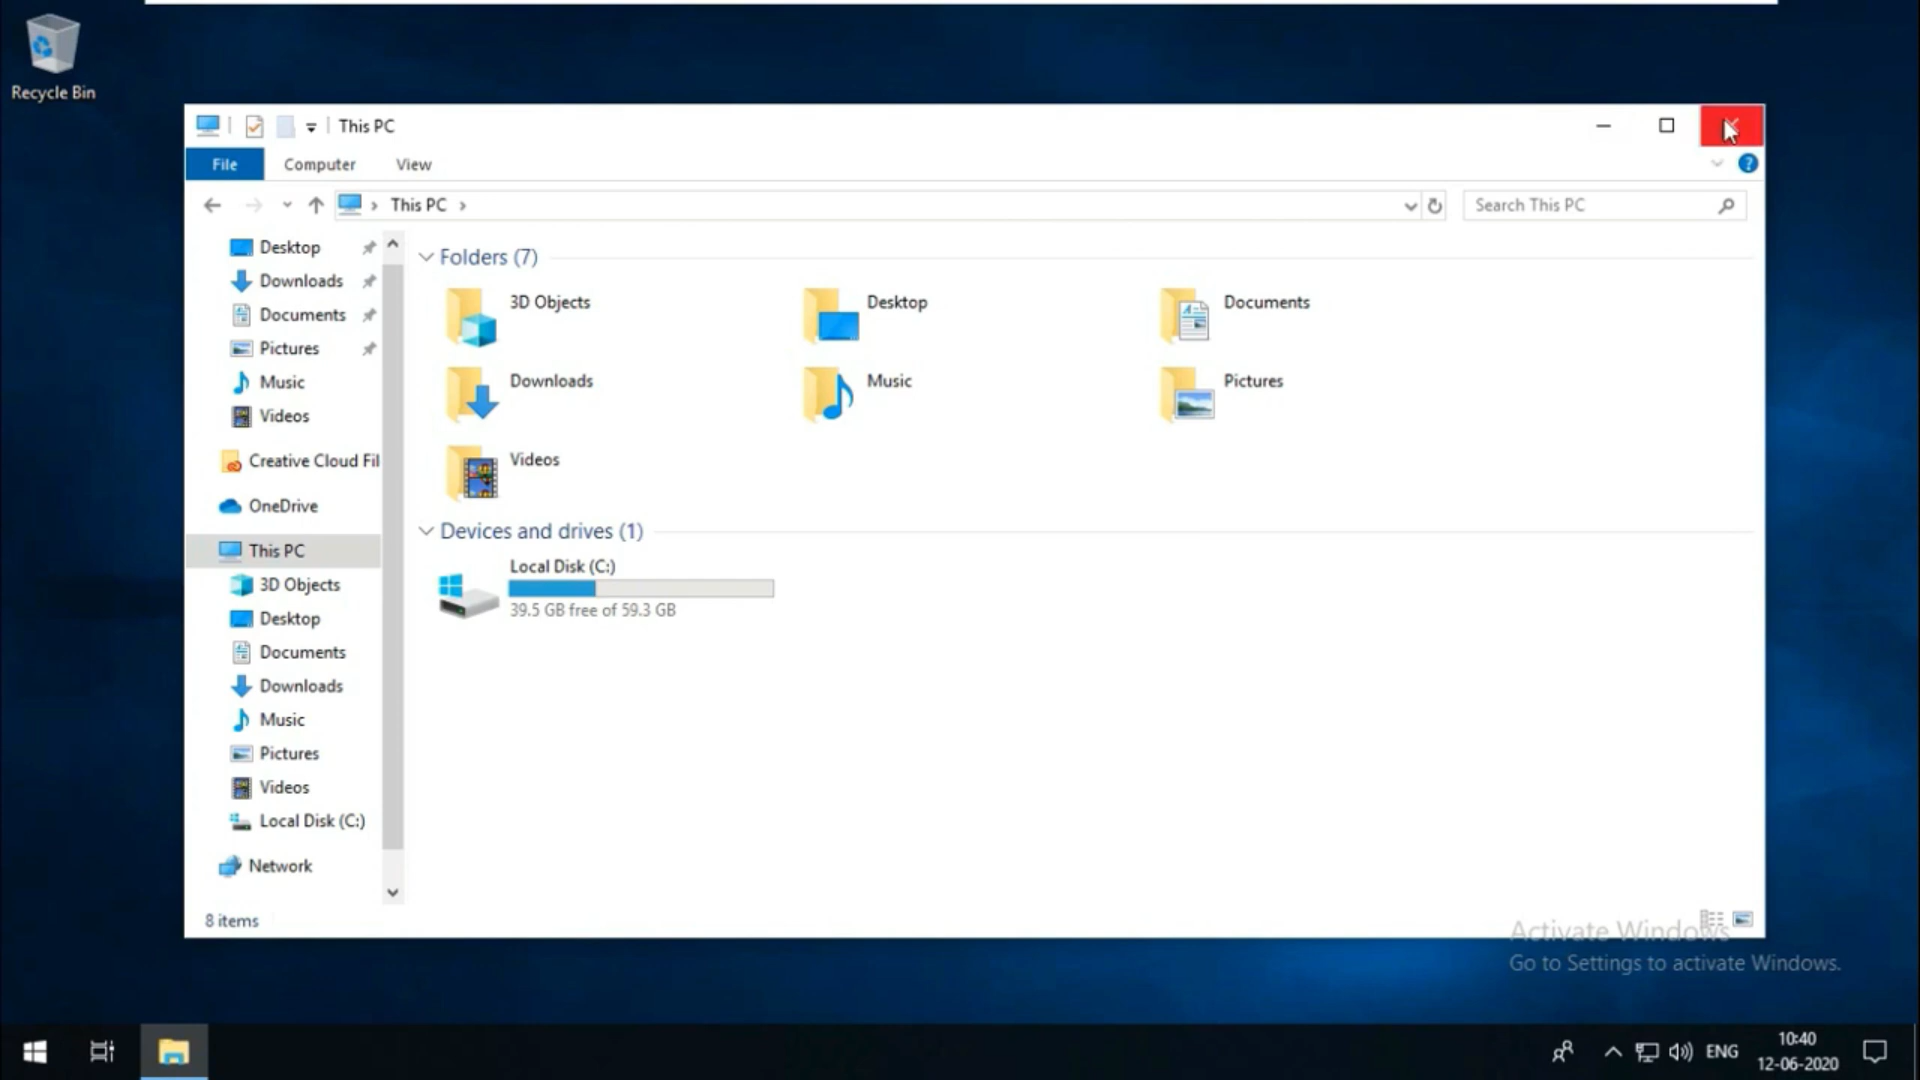 Recycle Bin
This PC
File Computer View
This PC
Search This PC
Desktop
Downloads
Documents
Pictures
Music
Videos
Creative Cloud Fil
OneDrive
This PC
3D Objects
Desktop
Documents
Downloads
Music
Pictures
Videos
Local Disk (C:)
Network
Folders (7)
3D Objects
Desktop
Documents
Downloads
Music
Pictures
Videos
Devices and drives (1)
Local Disk (C:)
39.5 GB free of 59.3 GB
8 items
Activate Windows
Go to Settings to activate Windows.
ENG
10:40
12-06-2020